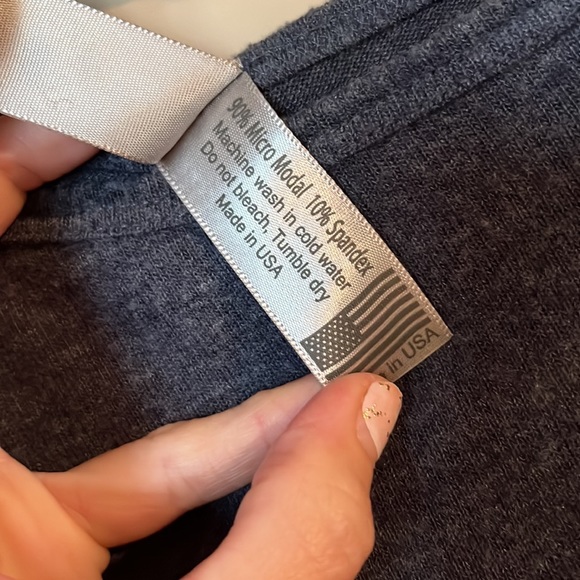 90% Micro Modal 10% Spandex
Machine wash in cold water
Do not bleach, Tumble dry
Made in USA
in USA